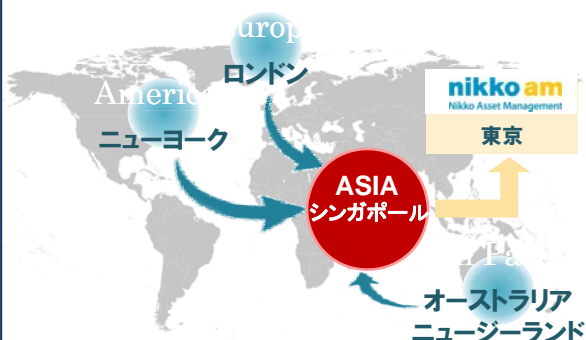 Europ
ロンドン
America
ニューヨーク
nikko am
Nikko Asset Management
東京
ASIA
シンガポール
オーストラリア
ニュージーランド